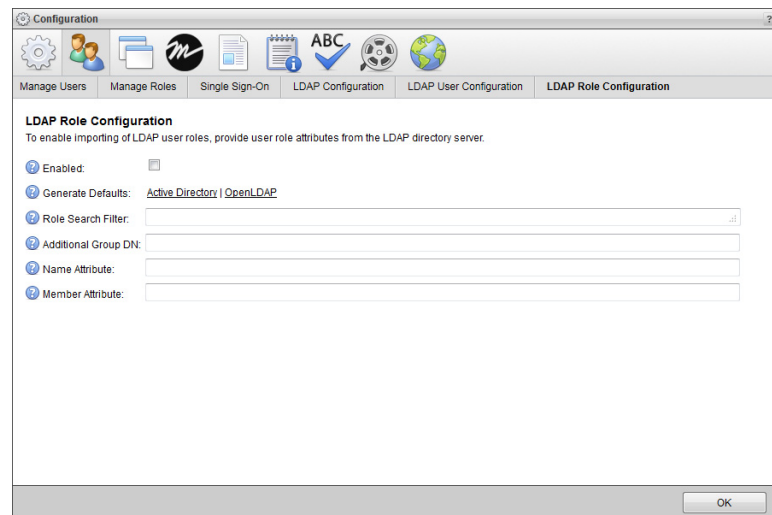 Configuration
?
ABC
Manage Users Manage Roles Single Sign-On LDAP Configuration LDAP User Configuration LDAP Role Configuration
LDAP Role Configuration
To enable importing of LDAP user roles, provide user role attributes from the LDAP directory server.
? Enabled:
? Generate Defaults: Active Directory | OpenLDAP
? Role Search Filter:
? Additional Group DN:
? Name Attribute:
? Member Attribute:
OK